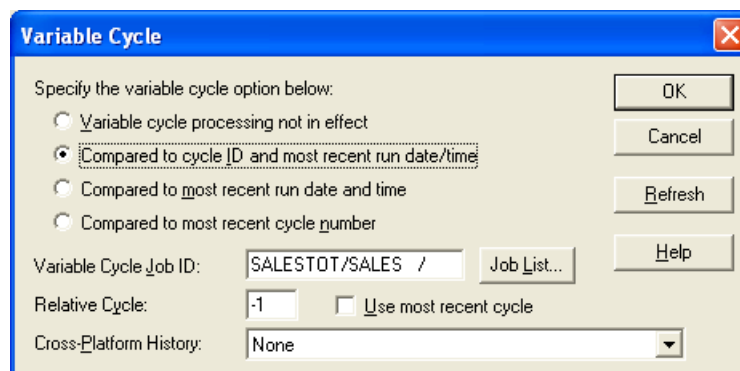 Variable Cycle
Specify the variable cycle option below:
OK
Variable cycle processing not in effect
Cancel
Compared to cycle ID and most recent run date/time
Compared to most recent run date and time
Refresh
Compared to most recent cycle number
Help
Variable Cycle Job ID: SALESTOT/SALES / Job List...
Relative Cycle: -1 Use most recent cycle
Cross-Platform History: None